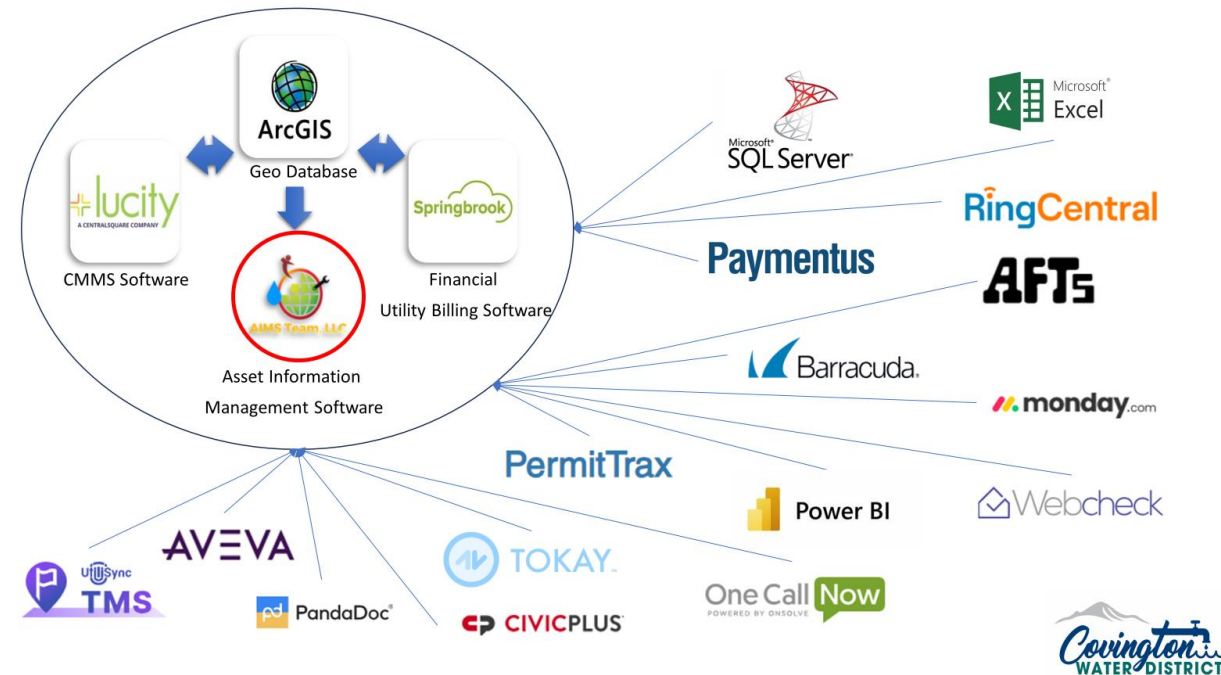 ArcGIS
Geo Database
lucity
A CENTRALSQUARE COMPANY
CMMS Software
Springbrook
Financial
Utility Billing Software
AIMS Team, LLC
Asset Information
Management Software
Microsoft®
SQL Server®
Microsoft®
Excel
RingCentral
Paymentus
AFTs
Barracuda®
monday.com
PermitTrax
Power BI
Webcheck
AVEVA
UtiliSync
TMS
PandaDoc®
TOKAY
CIVICPLUS
One Call Now
POWERED BY ONSOLVE
Covington
WATER DISTRICT